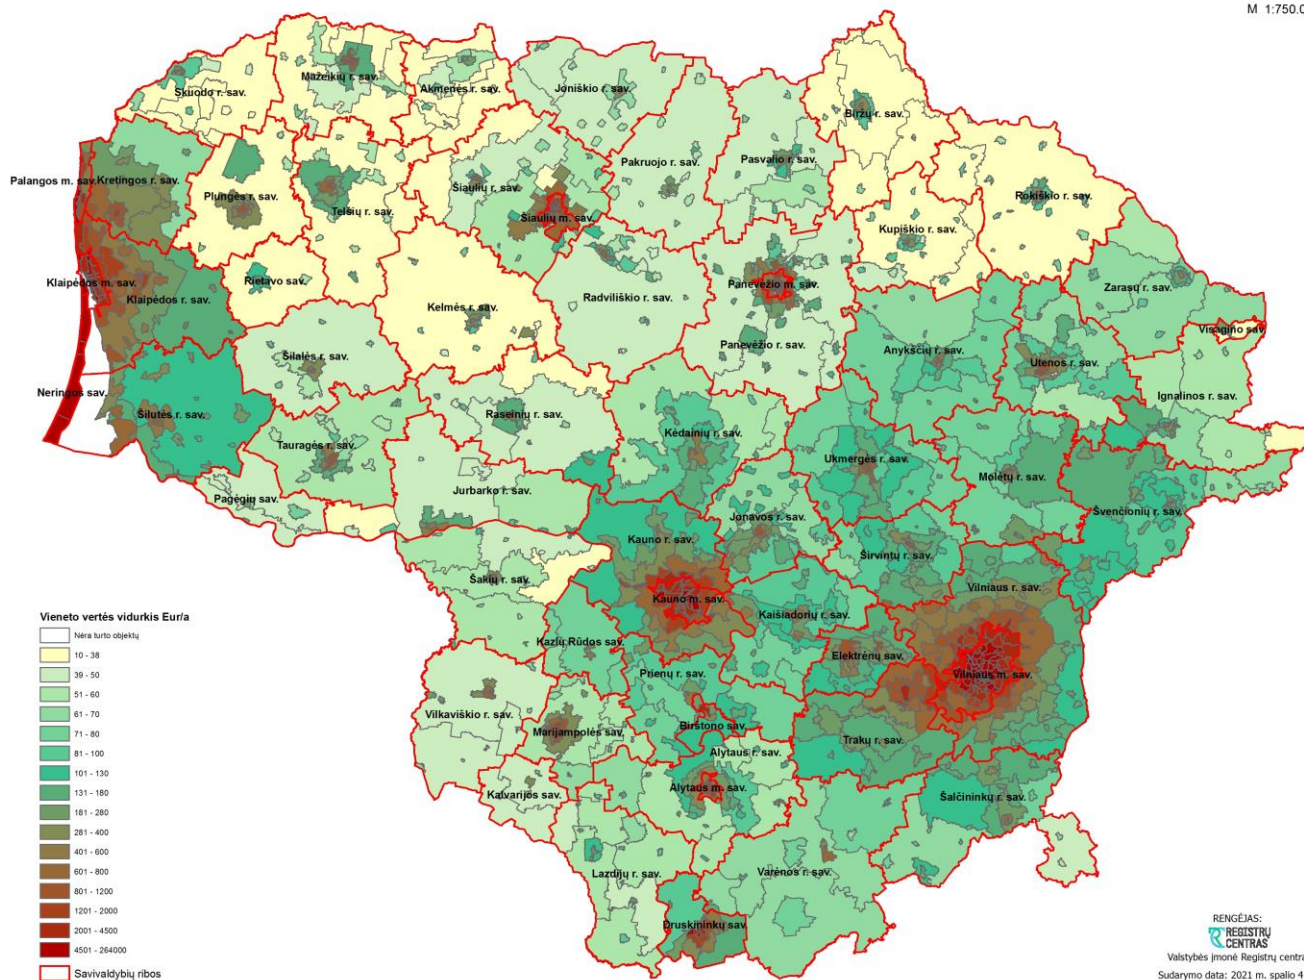 M 1:750.0
Skuodo r. sav.
Mažeikių r. sav.
Akmenės r. sav.
Joniškio r. sav.
Biržų r. sav.
Palangos m. sav.
Kretingos r. sav.
Plungės r. sav.
Telšių r. sav.
Šiaulių r. sav.
Šiaulių m. sav.
Pakruojo r. sav.
Pasvalio r. sav.
Rokiškio r. sav.
Kupiškio r. sav.
Klaipėdos m. sav.
Klaipėdos r. sav.
Rietavo sav.
Kelmės r. sav.
Radviliškio r. sav.
Panevėžio m. sav.
Panevėžio r. sav.
Zarasų r. sav.
Visagino sav.
Anykščių r. sav.
Utenos r. sav.
Ignalinos r. sav.
Neringos sav.
Šilutės r. sav.
Šilalės r. sav.
Tauragės r. sav.
Raseinių r. sav.
Kėdainių r. sav.
Ukmergės r. sav.
Molėtų r. sav.
Švenčionių r. sav.
Pagėgių sav.
Jurbarko r. sav.
Jonavos r. sav.
Kauno r. sav.
Širvintų r. sav.
Šakių r. sav.
Kauno m. sav.
Kaišiadorių r. sav.
Vilniaus r. sav.
Kazlų Rūdos sav.
Elektrėnų sav.
Vilniaus m. sav.
Prienų r. sav.
Vilkaviškio r. sav.
Marijampolės sav.
Birštono sav.
Trakų r. sav.
Alytaus r. sav.
Alytaus m. sav.
Kalvarijos sav.
Šalčininkų r. sav.
Lazdijų r. sav.
Varėnos r. sav.
Druskininkų sav.
Vieneto vertės vidurkis Eur/a
Nėra turto objektų
10 - 38
39 - 50
51 - 60
61 - 70
71 - 80
81 - 100
101 - 130
131 - 180
181 - 280
281 - 400
401 - 600
601 - 800
801 - 1200
1201 - 2000
2001 - 4500
4501 - 264000
Savivaldybių ribos
RENGĖJAS:
REGISTRŲ
CENTRAS
Valstybės įmonė Registrų centr
Sudarymo data: 2021 m. spalio 4